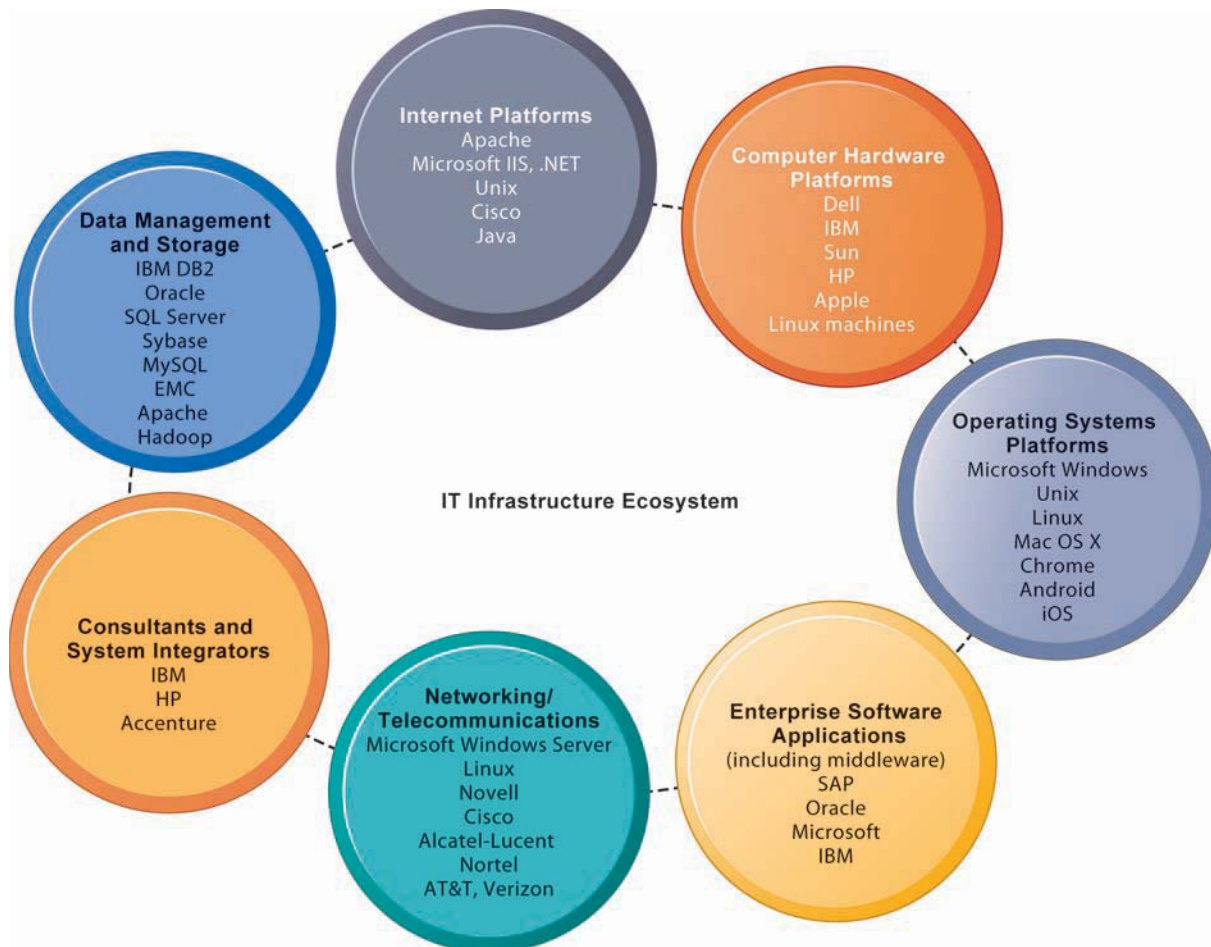 Internet Platforms
Apache
Microsoft IIS, .NET
Unix
Cisco
Java
Computer Hardware
Platforms
Dell
IBM
Sun
HP
Apple
Linux machines
Data Management
and Storage
IBM DB2
Oracle
SQL Server
Sybase
MySQL
EMC
Apache
Hadoop
Operating Systems
Platforms
Microsoft Windows
Unix
Linux
Mac OS X
Chrome
Android
iOS
IT Infrastructure Ecosystem
Consultants and
System Integrators
IBM
HP
Accenture
Networking/
Telecommunications
Microsoft Windows Server
Linux
Novell
Cisco
Alcatel-Lucent
Nortel
AT&T, Verizon
Enterprise Software
Applications
(including middleware)
SAP
Oracle
Microsoft
IBM